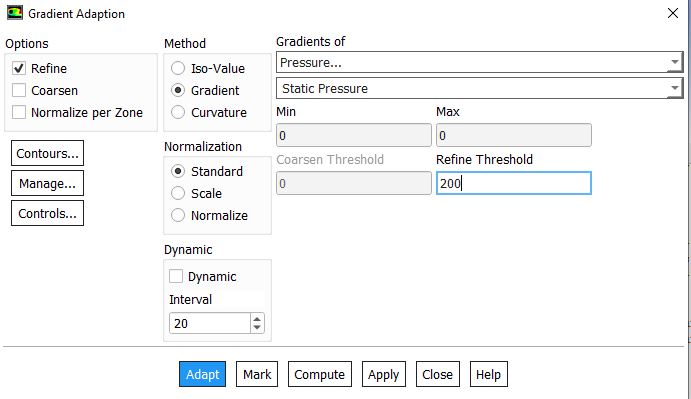 Gradient Adaption
Options
Refine
Coarsen
Normalize per Zone
Contours...
Manage...
Controls...
Method
Iso-Value
Gradient
Curvature
Normalization
Standard
Scale
Normalize
Dynamic
Dynamic
Interval
20
Gradients of
Pressure...
Static Pressure
Min Max
0 0
Coarsen Threshold Refine Threshold
0 200
Adapt Mark Compute Apply Close Help